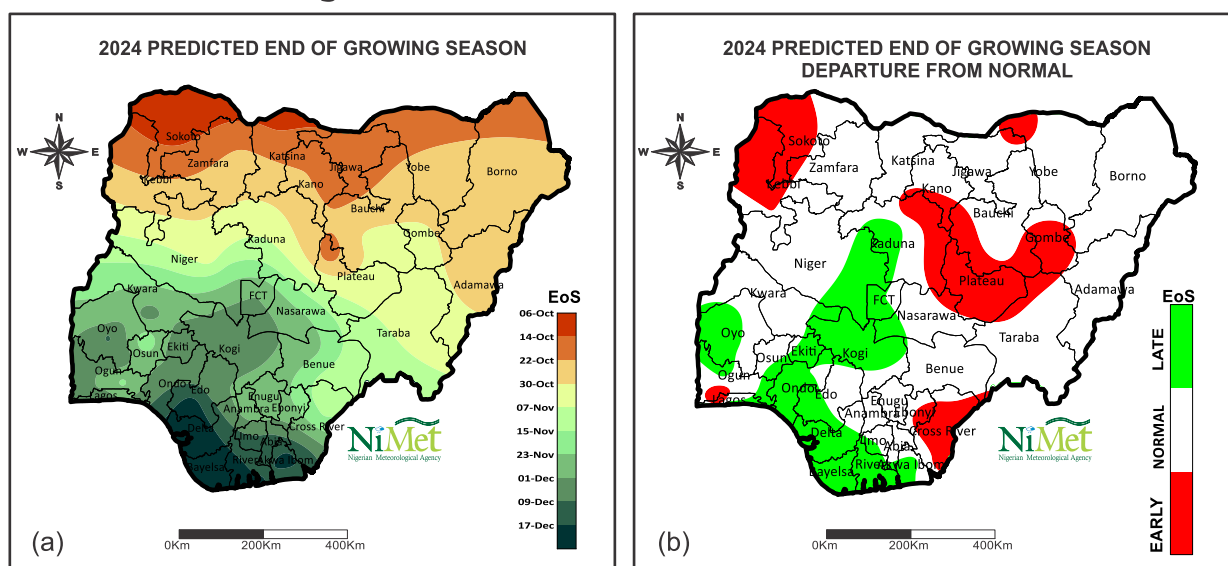 2024 PREDICTED END OF GROWING SEASON
N
W
E
S
Sokoto
Zamfara
Kebbi
Katsina
Jigawa
Yobe
Borno
Kano
Bauchi
Gombe
Kaduna
Niger
Plateau
Adamawa
Kwara
FCT
Nasarawa
Oyo
Taraba
Osun
Ekiti
Kogi
Benue
Ogun
Ondo
Edo
Lagos
Enugu
Anambra
Ebonyi
Delta
Cross River
Imo
Abia
Bayelsa
Rivers
Akwa Ibom
NiMet
Nigerian Meteorological Agency
EoS
06-Oct
14-Oct
22-Oct
30-Oct
07-Nov
15-Nov
23-Nov
01-Dec
09-Dec
17-Dec
(a)
0Km
200Km
400Km
2024 PREDICTED END OF GROWING SEASON
DEPARTURE FROM NORMAL
N
W
E
S
Sokoto
Zamfara
Kebbi
Katsina
Jigawa
Yobe
Borno
Kano
Bauchi
Gombe
Kaduna
Niger
Plateau
Adamawa
Kwara
FCT
Nasarawa
Oyo
Taraba
Osun
Ekiti
Kogi
Benue
Ogun
Ondo
Edo
Lagos
Enugu
Anambra
Ebonyi
Delta
Cross River
Imo
Abia
Bayelsa
Rivers
Akwa Ibom
NiMet
Nigerian Meteorological Agency
EoS
LATE
NORMAL
EARLY
(b)
0Km
200Km
400Km